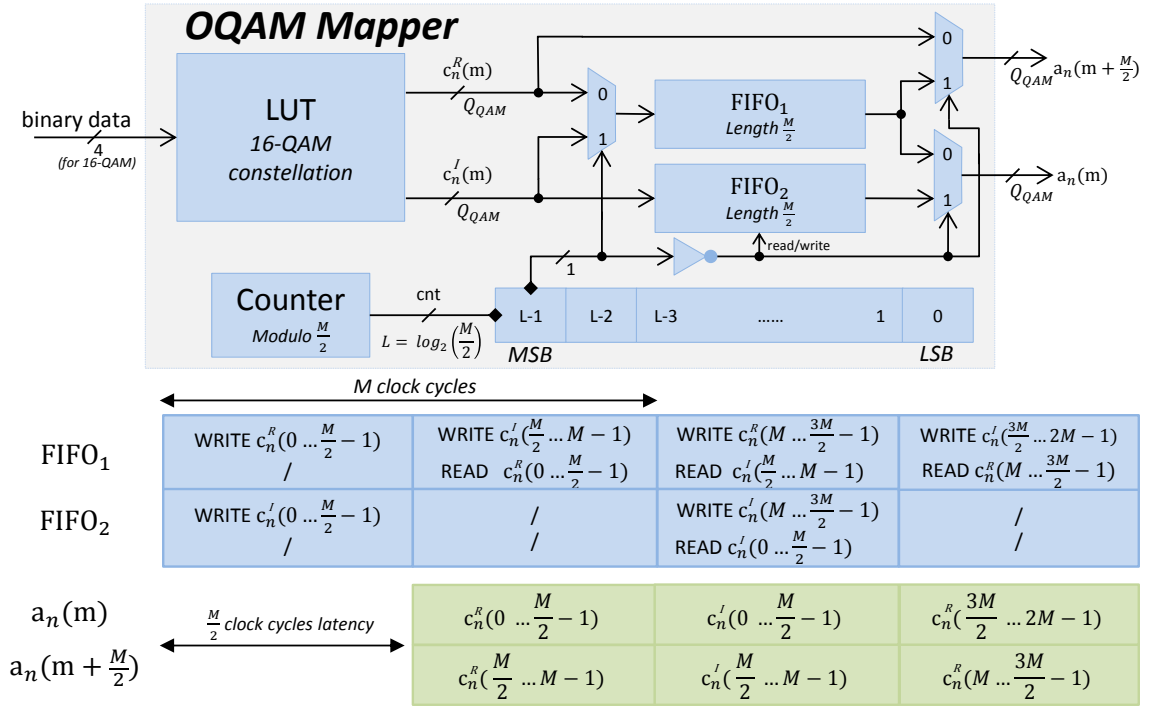 OQAM Mapper
binary data
4
(for 16-QAM)
LUT
16-QAM
constellation
c_n^R(m)
Q_QAM
c_n^I(m)
Q_QAM
0
1
FIFO₁
Length M/2
FIFO₂
Length M/2
read/write
0
1
Q_QAM a_n(m + M/2)
0
1
Q_QAM a_n(m)
1
Counter
Modulo M/2
cnt
L = log₂(M/2)
L-1 L-2 L-3 …… 1 0
MSB LSB
M clock cycles
FIFO₁
WRITE c_n^R(0 … M/2 − 1) WRITE c_n^I(M/2 … M − 1) WRITE c_n^R(M … 3M/2 − 1) WRITE c_n^I(3M/2 … 2M − 1)
/ READ c_n^R(0 … M/2 − 1) READ c_n^I(M/2 … M − 1) READ c_n^R(M … 3M/2 − 1)
FIFO₂
WRITE c_n^I(0 … M/2 − 1) / WRITE c_n^I(M … 3M/2 − 1) /
/ / READ c_n^I(0 … M/2 − 1) /
a_n(m) c_n^R(0 … M/2 − 1) c_n^I(0 … M/2 − 1) c_n^R(3M/2 … 2M − 1)
M/2 clock cycles latency
a_n(m + M/2) c_n^R(M/2 … M − 1) c_n^I(M/2 … M − 1) c_n^R(M … 3M/2 − 1)